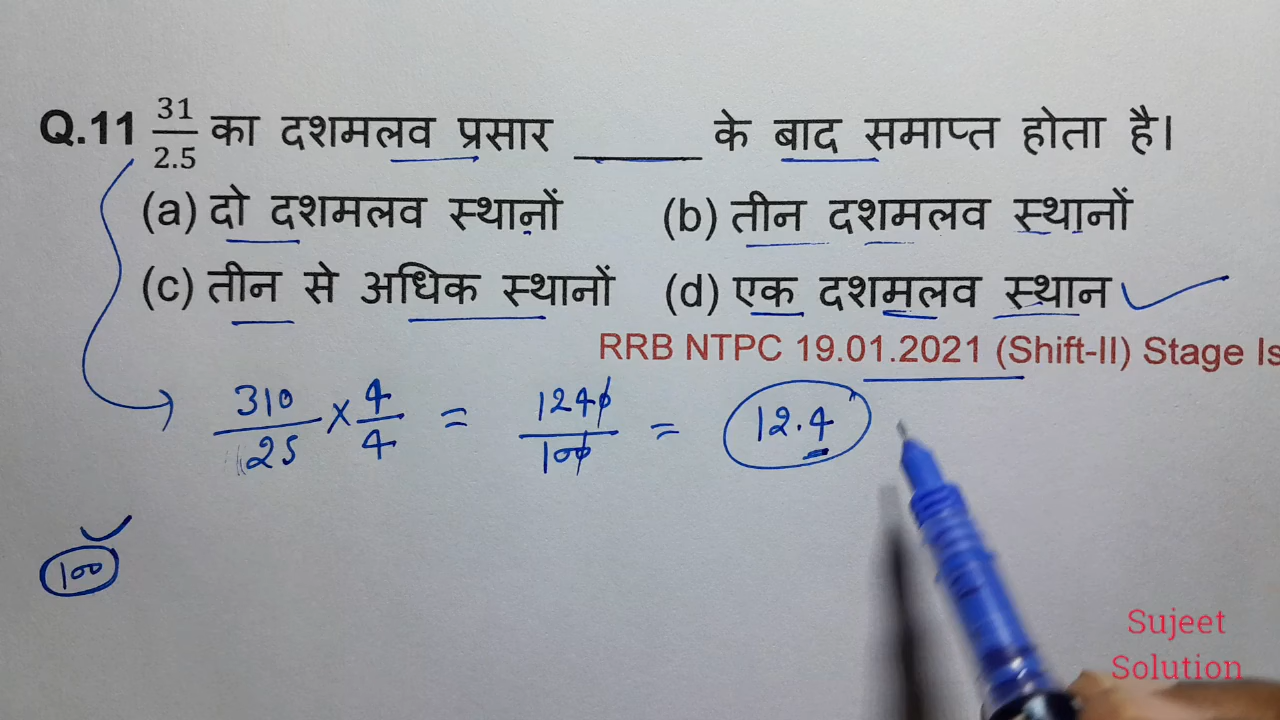 Q.11 31/2.5 का दशमलव प्रसार ______ के बाद समाप्त होता है।
(a) दो दशमलव स्थानों (b) तीन दशमलव स्थानों
(c) तीन से अधिक स्थानों (d) एक दशमलव स्थान
RRB NTPC 19.01.2021 (Shift-II) Stage Is
310/25 × 4/4 = 1240/100 = 12.4
100
Sujeet
Solution